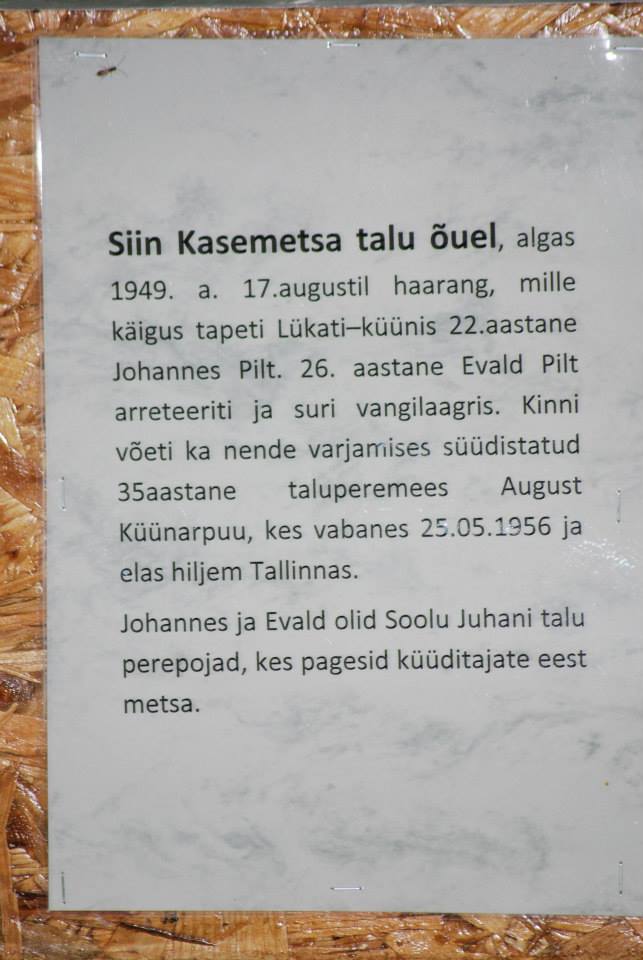 Siin Kasemetsa talu õuel, algas
1949. a. 17.augustil haarang, mille
käigus tapeti Lükati–küünis 22.aastane
Johannes Pilt. 26. aastane Evald Pilt
arreteeriti ja suri vangilaagris. Kinni
võeti ka nende varjamises süüdistatud
35aastane taluperemees August
Küünarpuu, kes vabanes 25.05.1956 ja
elas hiljem Tallinnas.
Johannes ja Evald olid Soolu Juhani talu
perepojad, kes pagesid küüditajate eest
metsa.